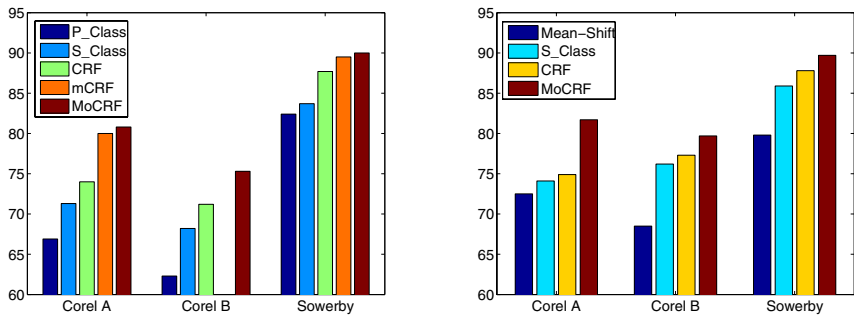 95
90
85
80
75
70
65
60
P_Class
S_Class
CRF
mCRF
MoCRF
Corel A Corel B Sowerby
95
90
85
80
75
70
65
60
Mean-Shift
S_Class
CRF
MoCRF
Corel A Corel B Sowerby